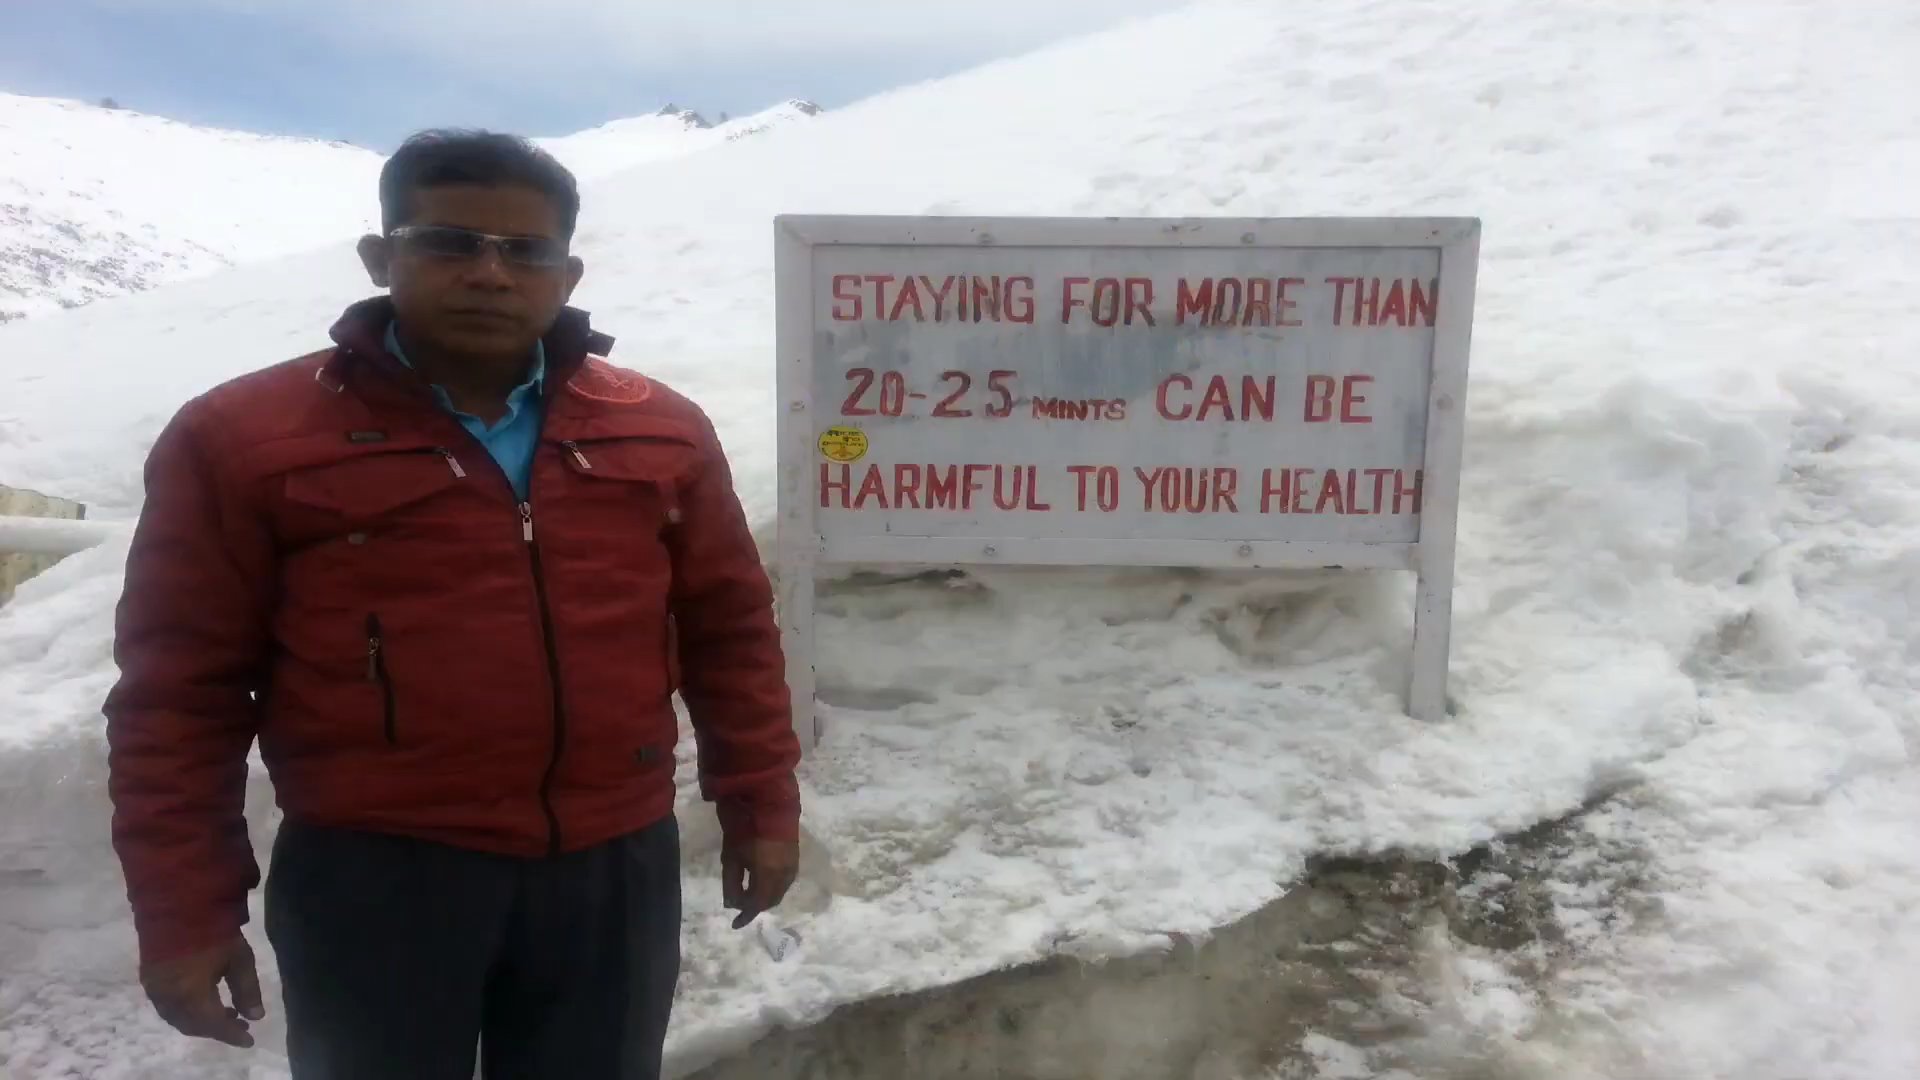 STAYING FOR MORE THAN
20-25 MINTS CAN BE
HARMFUL TO YOUR HEALTH